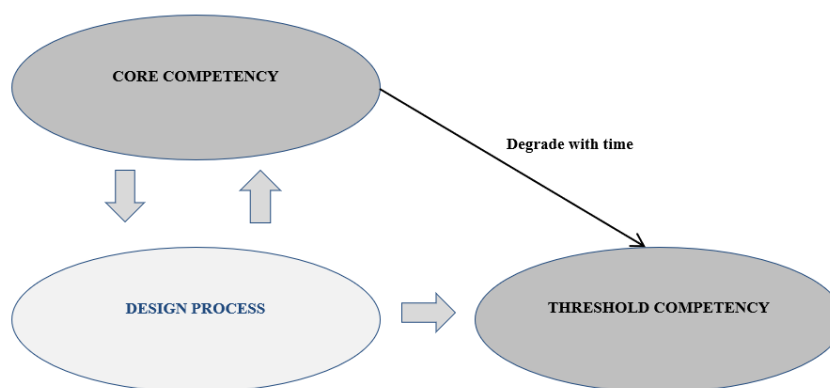 CORE COMPETENCY
Degrade with time
DESIGN PROCESS
THRESHOLD COMPETENCY